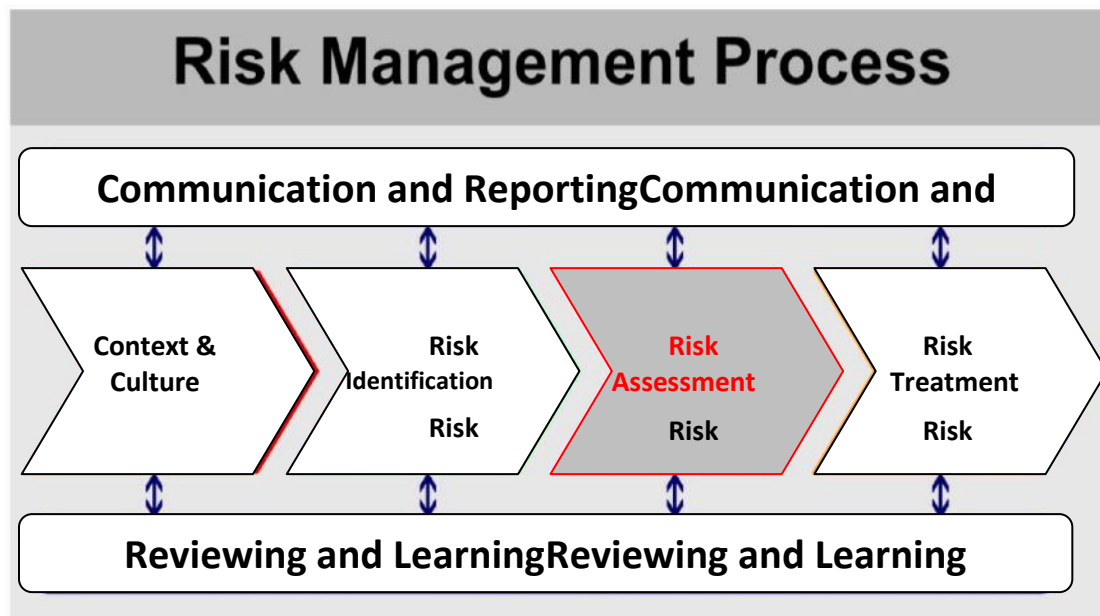 Risk Management Process
Communication and ReportingCommunication and
Context &
Culture
Risk
Identification
Risk
Risk
Assessment
Risk
Risk
Treatment
Risk
Reviewing and LearningReviewing and Learning